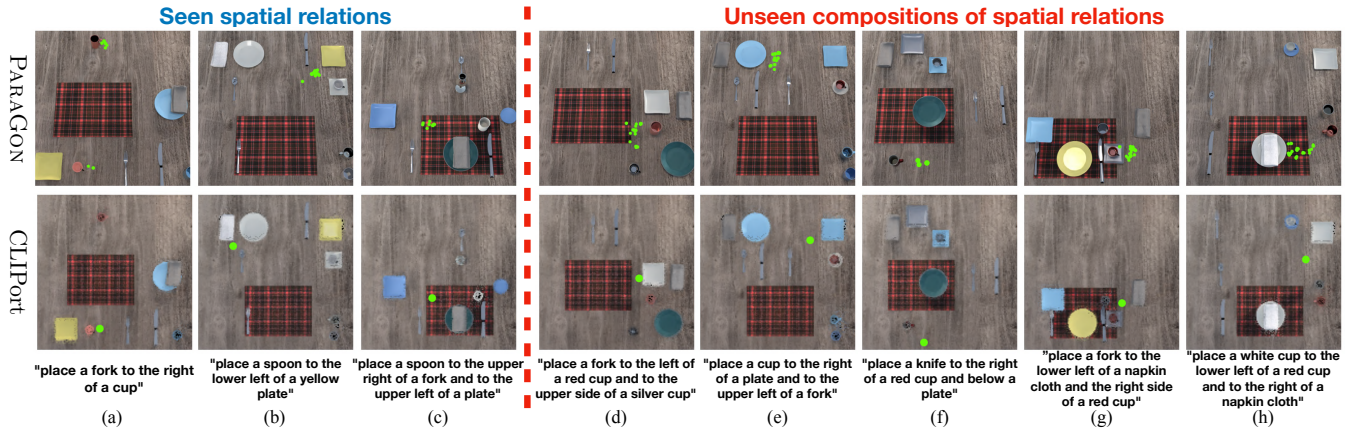 Seen spatial relations
Unseen compositions of spatial relations
PARAGON
CLIPORT
"place a fork to the right
of a cup"
(a)
"place a spoon to the
lower left of a yellow
plate"
(b)
"place a spoon to the upper
right of a fork and to the
upper left of a plate"
(c)
"place a fork to the left of
a red cup and to the
upper side of a silver cup"
(d)
"place a cup to the right
of a plate and to the
upper left of a fork"
(e)
"place a knife to the right
of a red cup and below a
plate"
(f)
"place a fork to the
lower left of a napkin
cloth and the right side
of a red cup"
(g)
"place a white cup to the
lower left of a red cup
and to the right of a
napkin cloth"
(h)